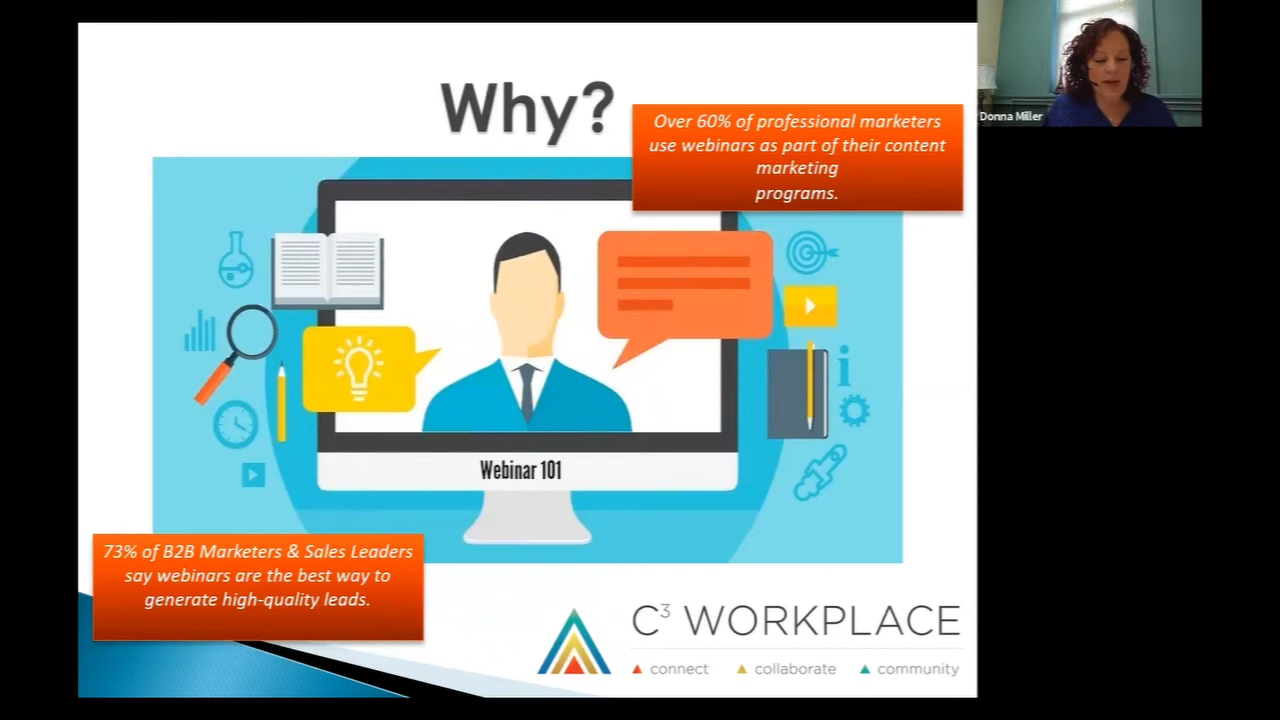 Why?
Over 60% of professional marketers
use webinars as part of their content
marketing
programs.
Donna Miller
Webinar 101
73% of B2B Marketers & Sales Leaders
say webinars are the best way to
generate high-quality leads.
C³ WORKPLACE
connect collaborate community